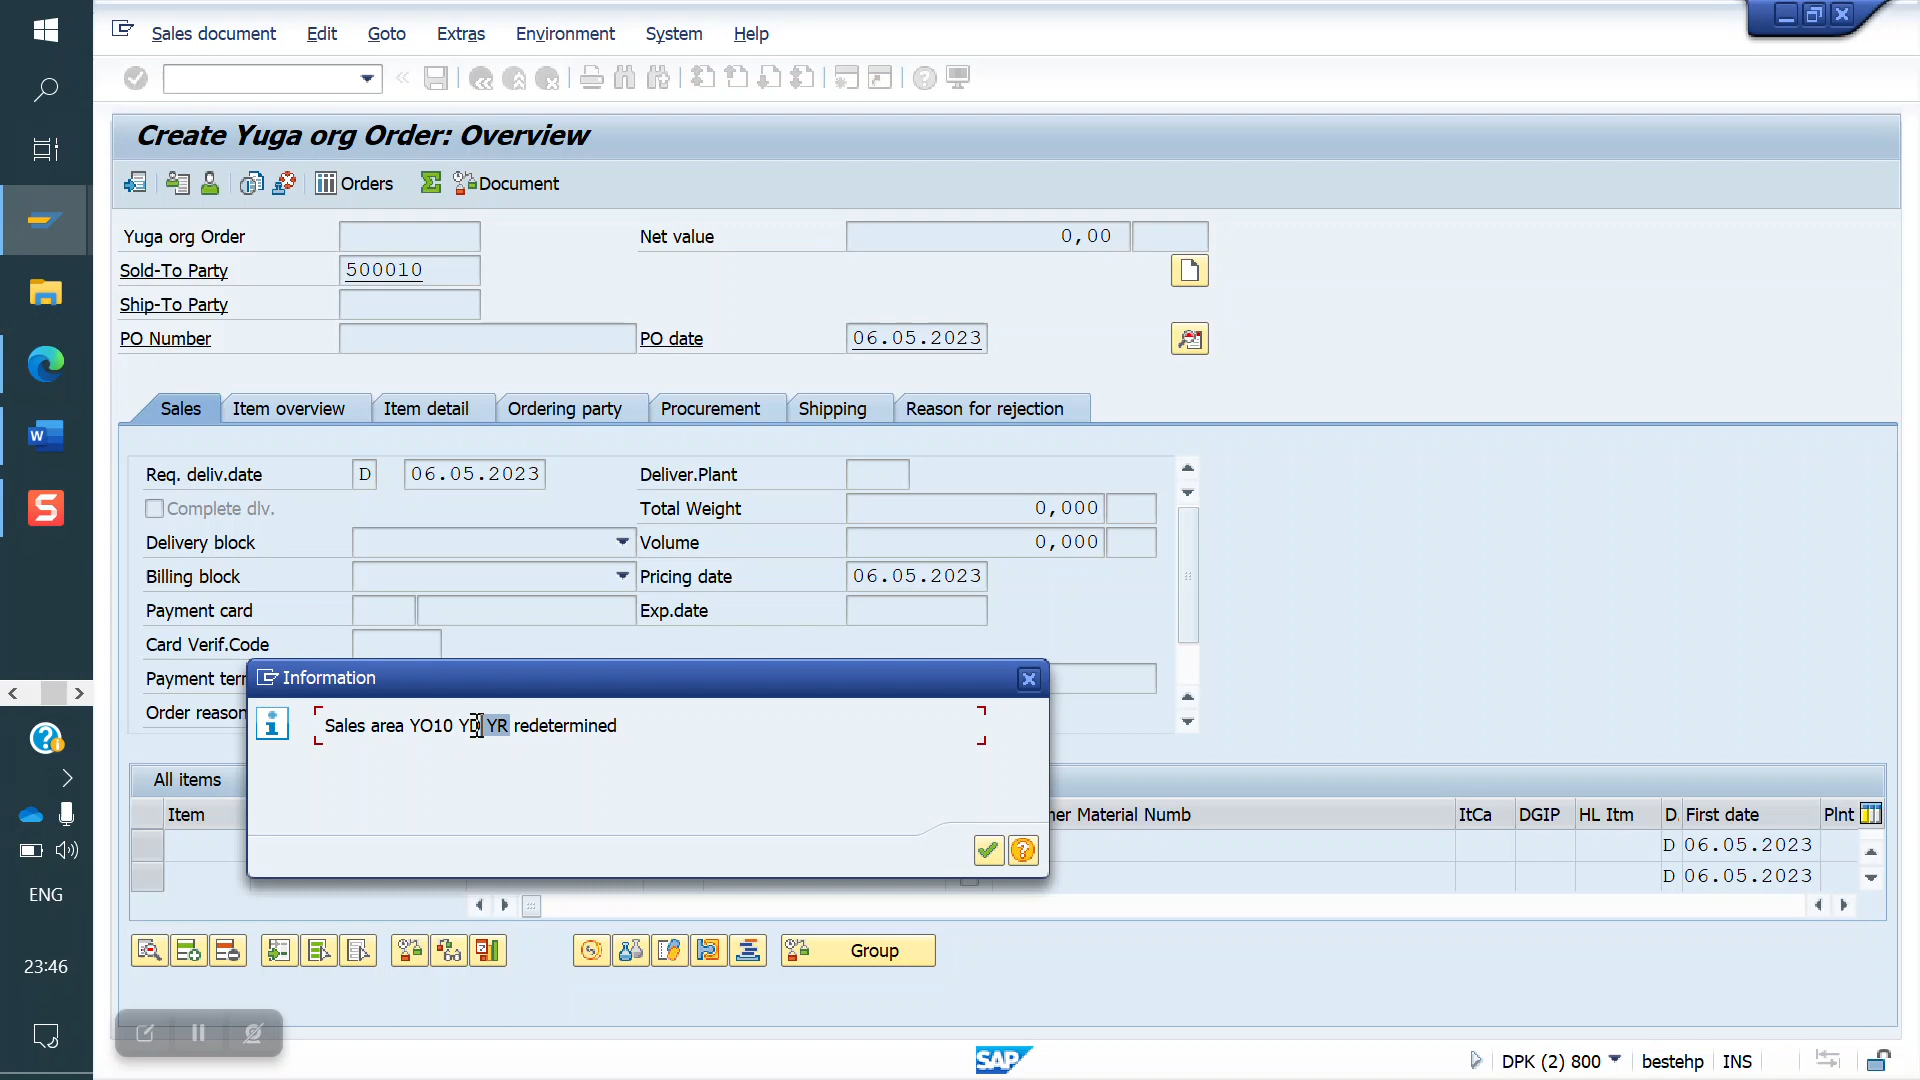 Sales document Edit Goto Extras Environment System Help
Create Yuga org Order: Overview
Orders Document
Yuga org Order Net value 0,00
Sold-To Party 500010
Ship-To Party
PO Number PO date 06.05.2023
Sales Item overview Item detail Ordering party Procurement Shipping Reason for rejection
Req. deliv.date D 06.05.2023 Deliver.Plant
Complete dlv. Total Weight 0,000
Delivery block Volume 0,000
Billing block Pricing date 06.05.2023
Payment card Exp.date
Card Verif.Code
Payment
Order reason
Information
Sales area YO10 YR redetermined
All items
Item Material Numb ItCa DGIP HL Itm D. First date Plnt
D 06.05.2023
D 06.05.2023
Group
SAP DPK (2) 800 bestehp INS
W
S
ENG
23:46